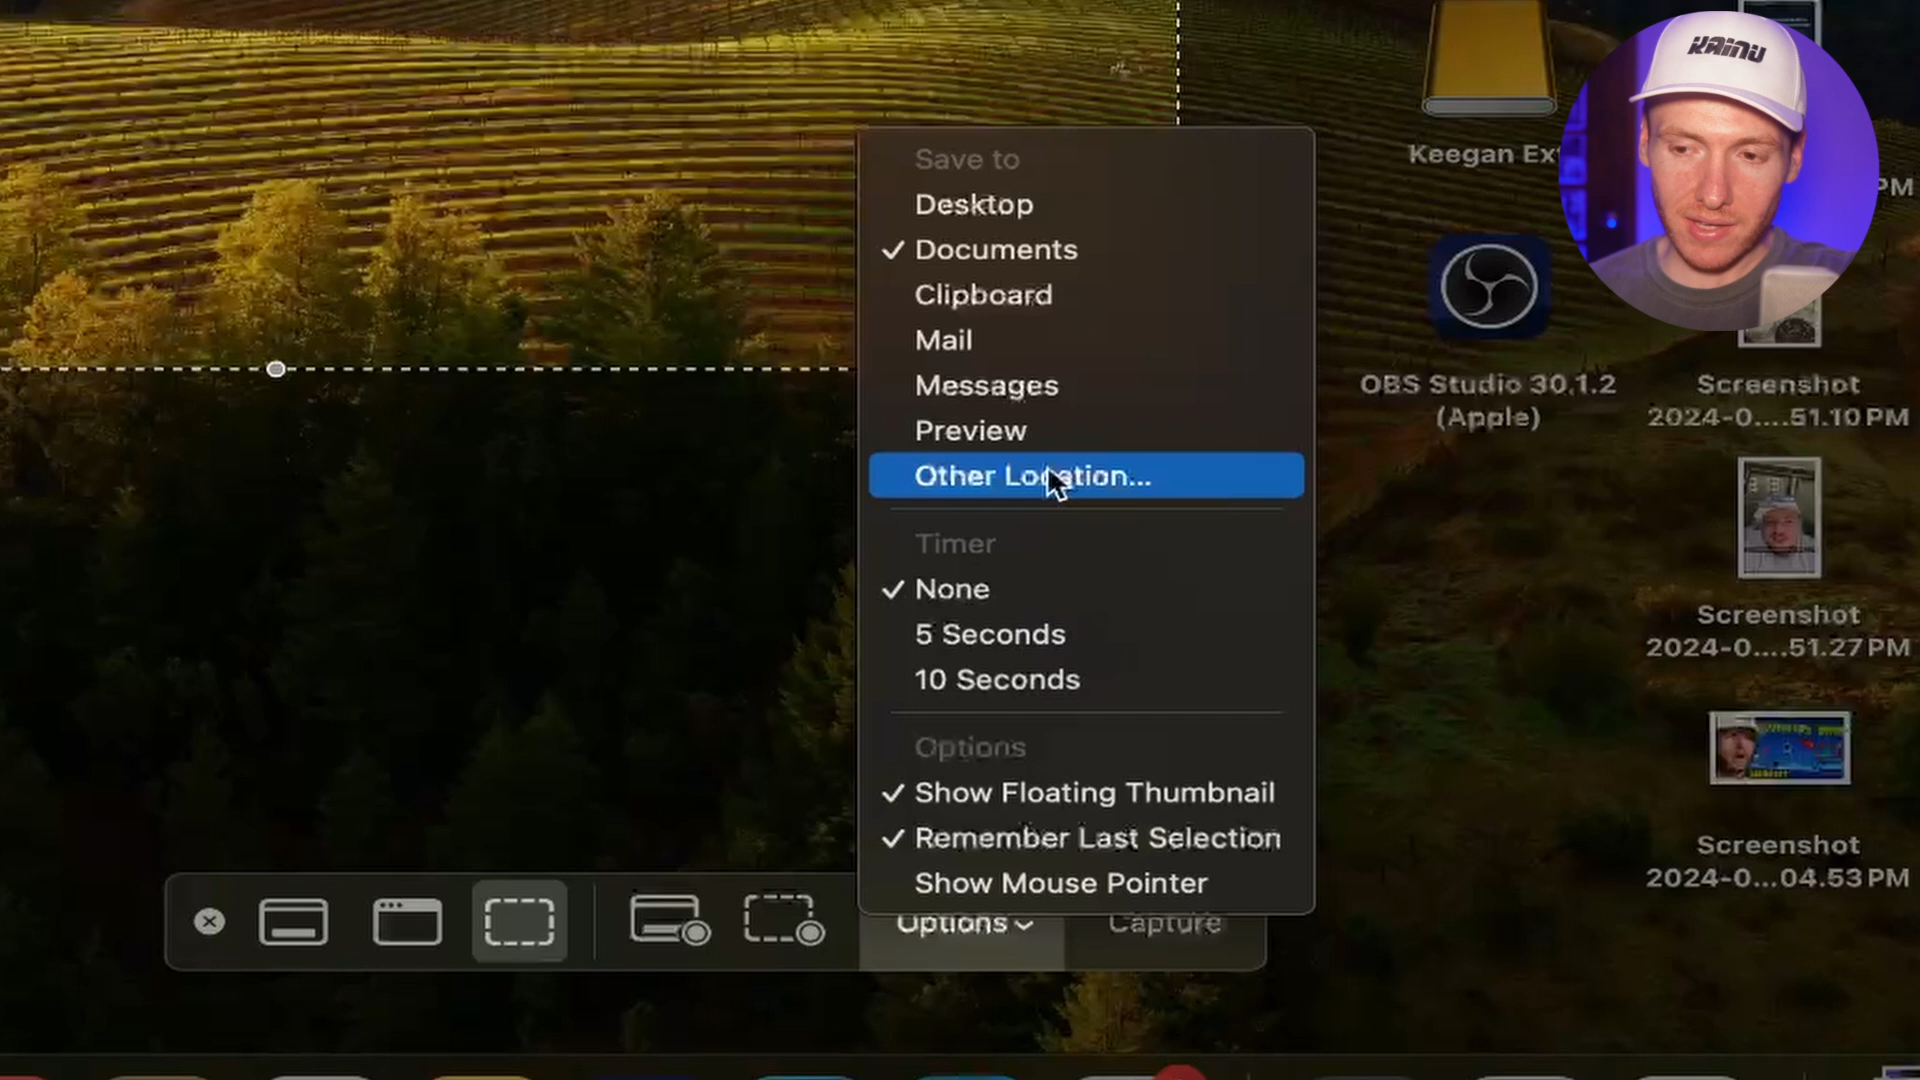 KAINU
Keegan Ex
PM
Save to
Desktop
Documents
Clipboard
Mail
Messages
Preview
Other Location...
Timer
None
5 Seconds
10 Seconds
Options
Show Floating Thumbnail
Remember Last Selection
Show Mouse Pointer
Options
Capture
OBS Studio 30.1.2
(Apple)
Screenshot
2024-0....51.10 PM
Screenshot
2024-0....51.27 PM
Screenshot
2024-0...04.53 PM